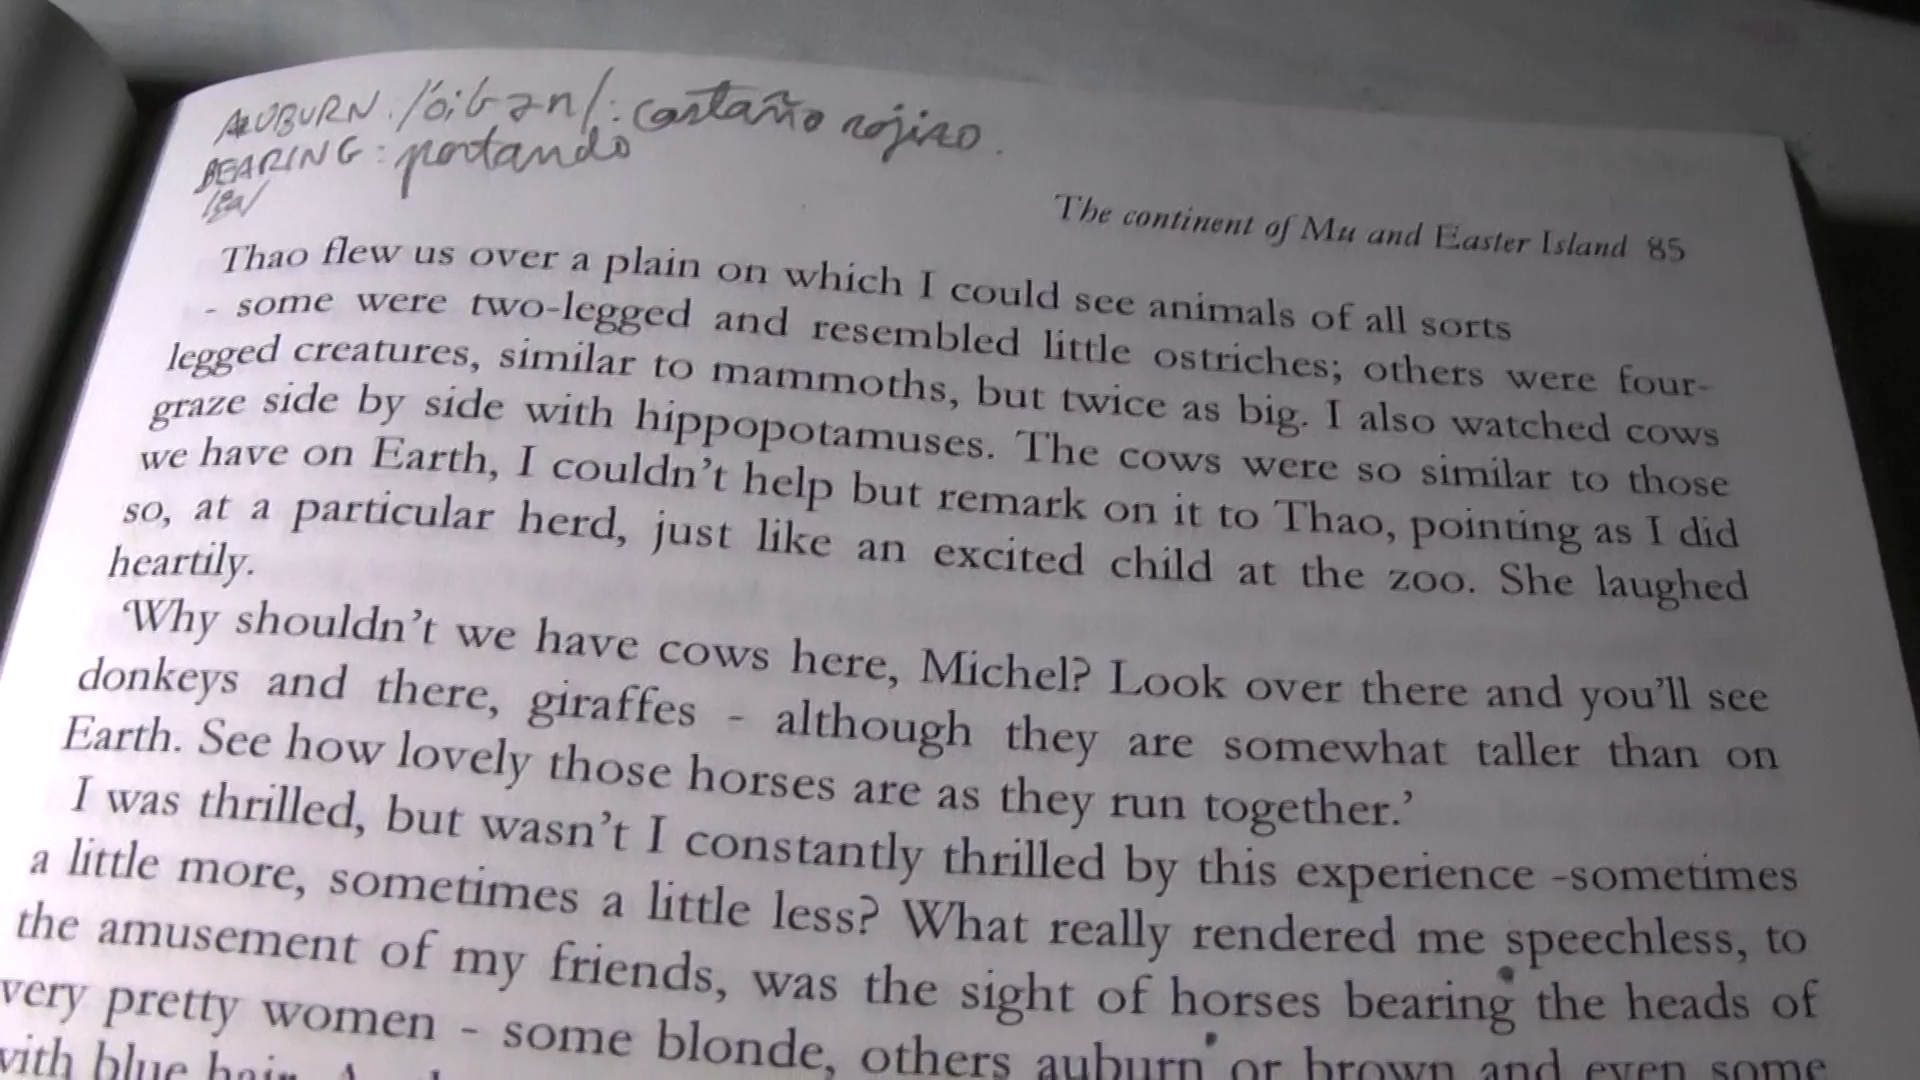 AUBURN: /ó:bən/: castaño rojizo.
BEARING: portando
The continent of Mu and Easter Island 85
Thao flew us over a plain on which I could see animals of all sorts
- some were two-legged and resembled little ostriches; others were four-
legged creatures, similar to mammoths, but twice as big. I also watched cows
graze side by side with hippopotamuses. The cows were so similar to those
we have on Earth, I couldn’t help but remark on it to Thao, pointing as I did
so, at a particular herd, just like an excited child at the zoo. She laughed
heartily.
‘Why shouldn’t we have cows here, Michel? Look over there and you’ll see
donkeys and there, giraffes - although they are somewhat taller than on
Earth. See how lovely those horses are as they run together.’
I was thrilled, but wasn’t I constantly thrilled by this experience -sometimes
a little more, sometimes a little less? What really rendered me speechless, to
the amusement of my friends, was the sight of horses bearing the heads of
very pretty women - some blonde, others auburn or brown and even some
with blue hair.